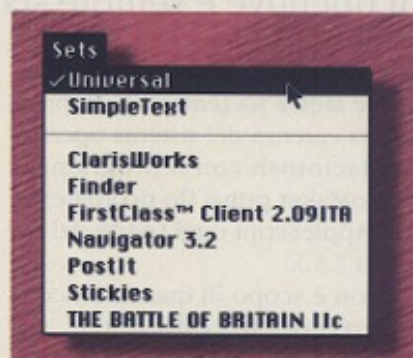 Sets
✓Universal
SimpleText
ClarisWorks
Finder
FirstClass™ Client 2.09ITA
Navigator 3.2
PostIt
Stickies
THE BATTLE OF BRITAIN IIc